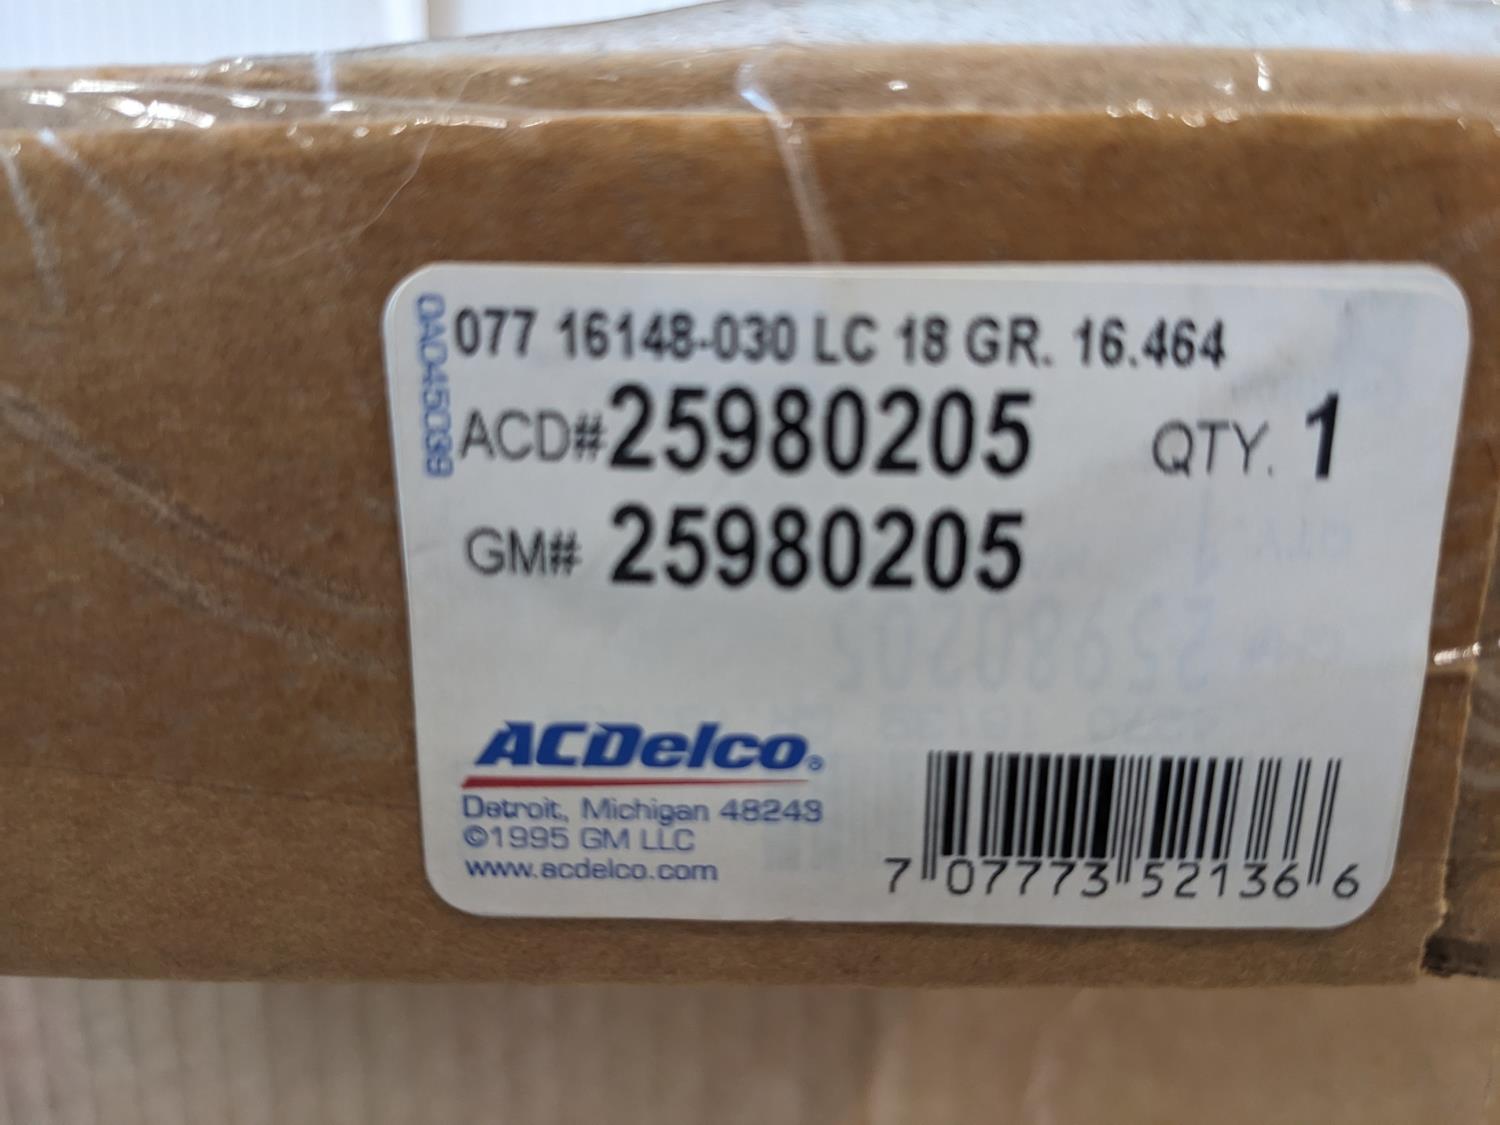 077 16148-030 LC 18 GR. 16.464
ACD# 25980205 QTY. 1
GM# 25980205
ACDelco®
Detroit, Michigan 48243
©1995 GM LLC
www.acdelco.com
7 07773 52136 6